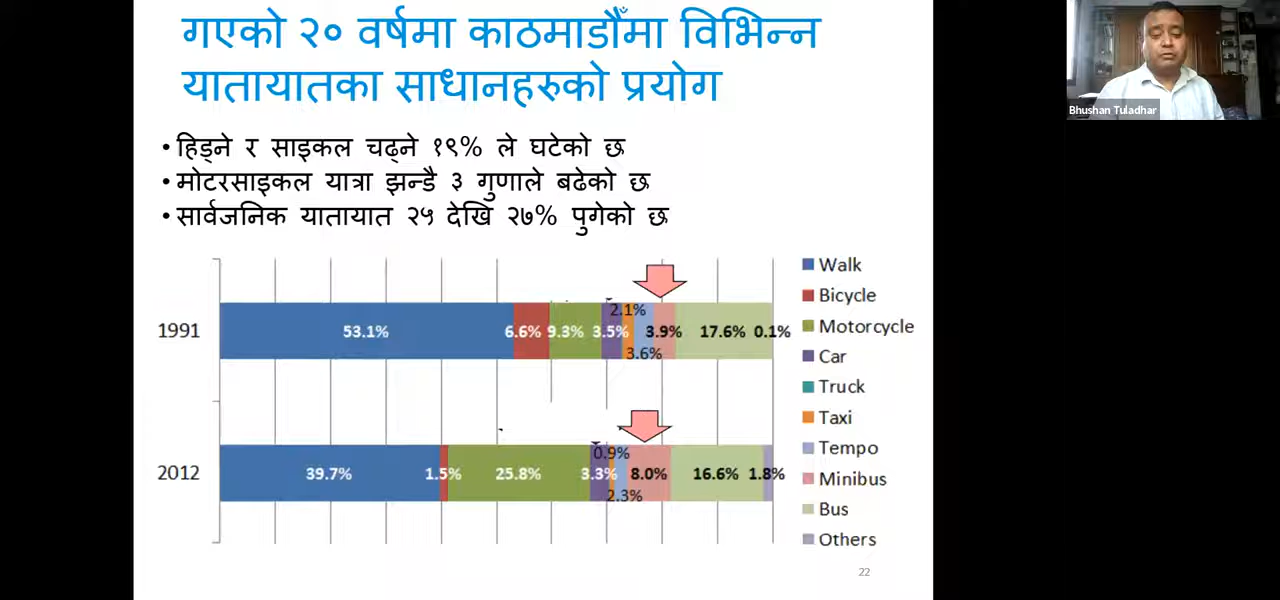 गएको २० वर्षमा काठमाडौँमा विभिन्न
यातायातका साधानहरुको प्रयोग
• हिड्ने र साइकल चढ्ने १९% ले घटेको छ
• मोटरसाइकल यात्रा झन्डै ३ गुणाले बढेको छ
• सार्वजनिक यातायात २५ देखि २७% पुगेको छ
1991
53.1% 6.6% 9.3% 3.5% 2.1% 3.6% 3.9% 17.6% 0.1%
2012
39.7% 1.5% 25.8% 3.3% 0.9% 2.3% 8.0% 16.6% 1.8%
Walk
Bicycle
Motorcycle
Car
Truck
Taxi
Tempo
Minibus
Bus
Others
22
Bhushan Tuladhar